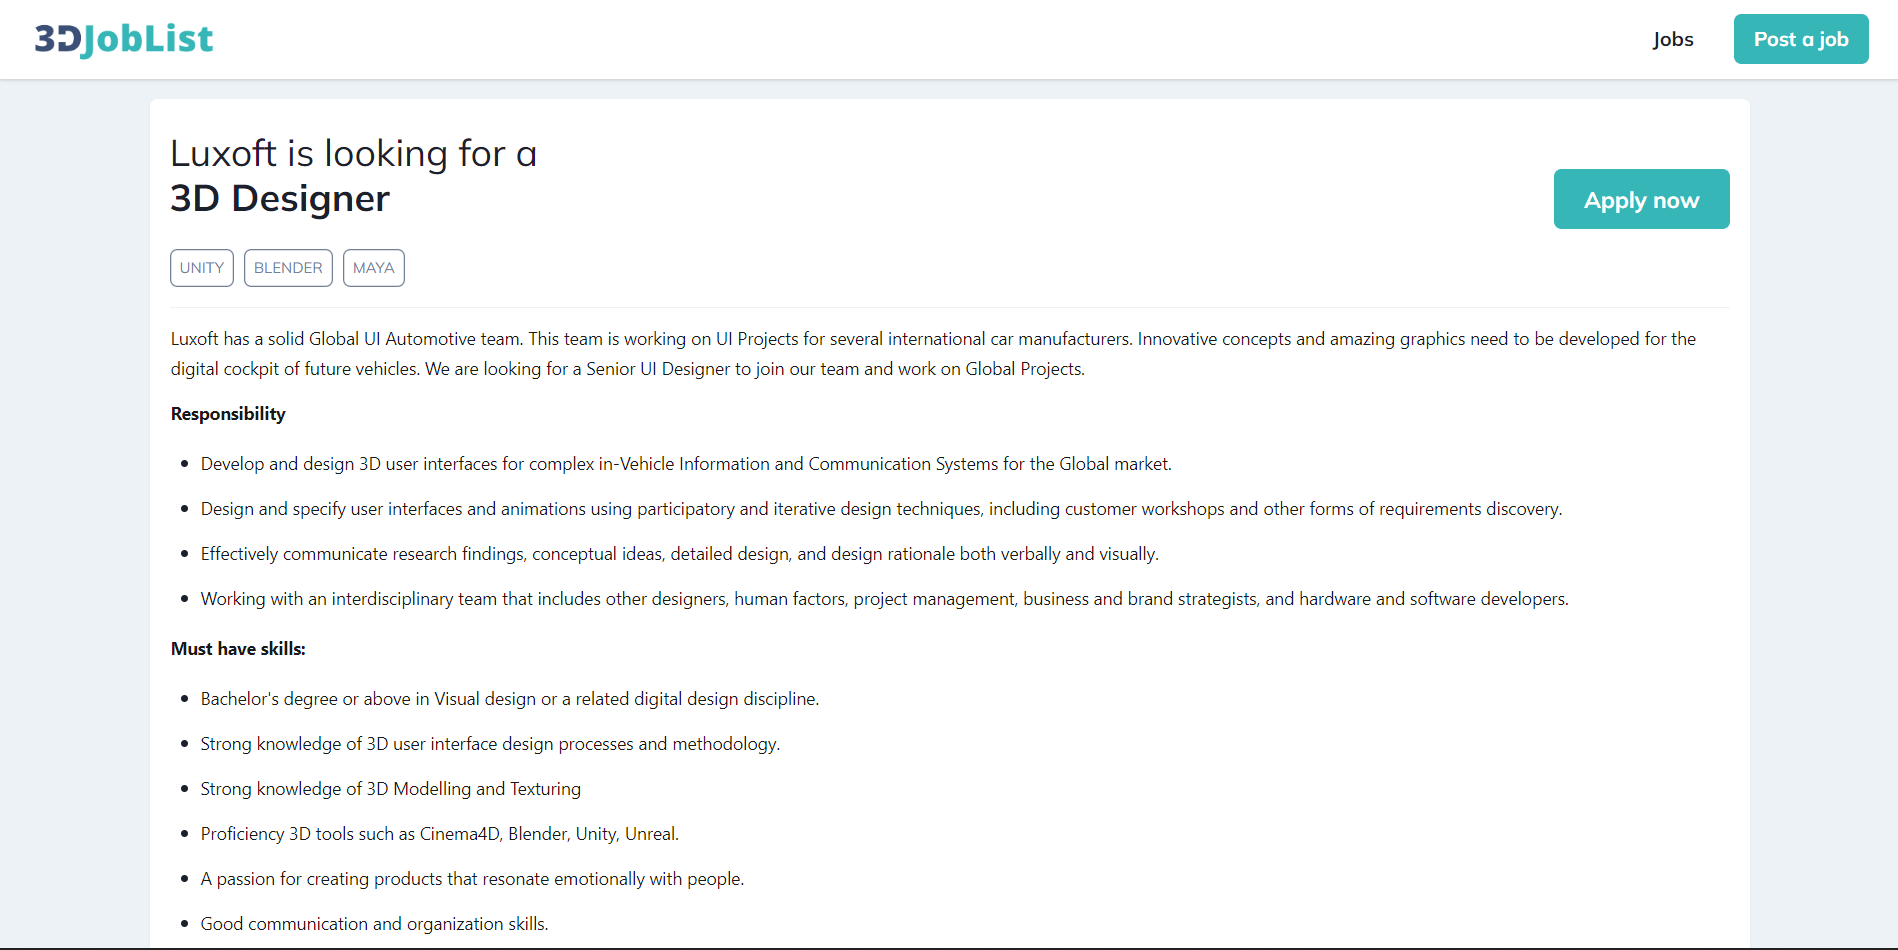 3DJobList
Jobs
Post a job
Luxoft is looking for a
3D Designer
Apply now
UNITY
BLENDER
MAYA
Luxoft has a solid Global UI Automotive team. This team is working on UI Projects for several international car manufacturers. Innovative concepts and amazing graphics need to be developed for the
digital cockpit of future vehicles. We are looking for a Senior UI Designer to join our team and work on Global Projects.
Responsibility
Develop and design 3D user interfaces for complex in-Vehicle Information and Communication Systems for the Global market.
Design and specify user interfaces and animations using participatory and iterative design techniques, including customer workshops and other forms of requirements discovery.
Effectively communicate research findings, conceptual ideas, detailed design, and design rationale both verbally and visually.
Working with an interdisciplinary team that includes other designers, human factors, project management, business and brand strategists, and hardware and software developers.
Must have skills:
Bachelor's degree or above in Visual design or a related digital design discipline.
Strong knowledge of 3D user interface design processes and methodology.
Strong knowledge of 3D Modelling and Texturing
Proficiency 3D tools such as Cinema4D, Blender, Unity, Unreal.
A passion for creating products that resonate emotionally with people.
Good communication and organization skills.